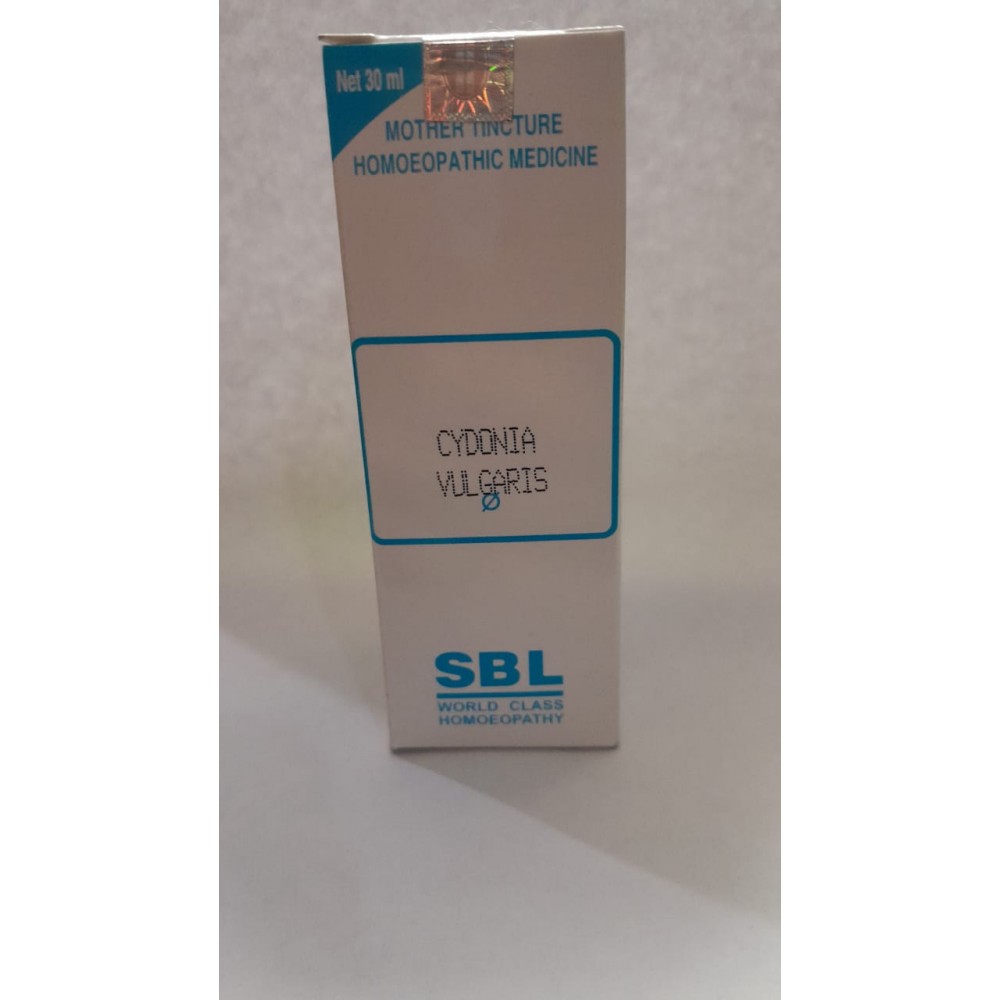 Net 30 ml
MOTHER TINCTURE
HOMOEOPATHIC MEDICINE
CYDONIA
VULGARIS
Ø
SBL
WORLD CLASS
HOMOEOPATHY